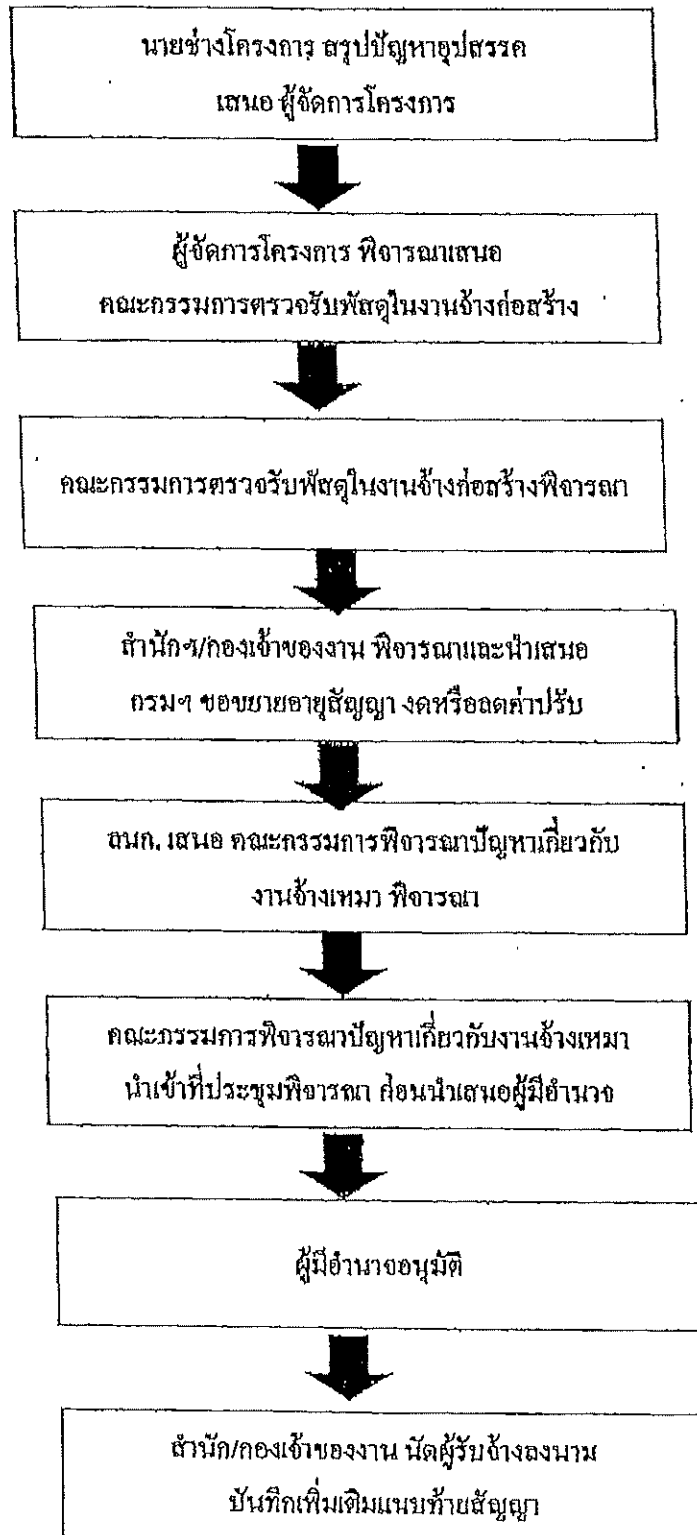 นายช่างโครงการ สรุปปัญหาอุปสรรค
เสนอ ผู้จัดการโครงการ
ผู้จัดการโครงการ พิจารณาเสนอ
คณะกรรมการตรวจรับพัสดุในงานจ้างก่อสร้าง
คณะกรรมการตรวจรับพัสดุในงานจ้างก่อสร้างพิจารณา
สำนักฯ/กองเจ้าของงาน พิจารณาและนำเสนอ
กรมฯ ขอขยายอายุสัญญา งดหรือลดค่าปรับ
สนก. เสนอ คณะกรรมการพิจารณาปัญหาเกี่ยวกับ
งานจ้างเหมา พิจารณา
คณะกรรมการพิจารณาปัญหาเกี่ยวกับงานจ้างเหมา
นำเข้าที่ประชุมพิจารณา ก่อนนำเสนอผู้มีอำนาจ
ผู้มีอำนาจอนุมัติ
สำนัก/กองเจ้าของงาน นัดผู้รับจ้างลงนาม
บันทึกเพิ่มเติมแนบท้ายสัญญา